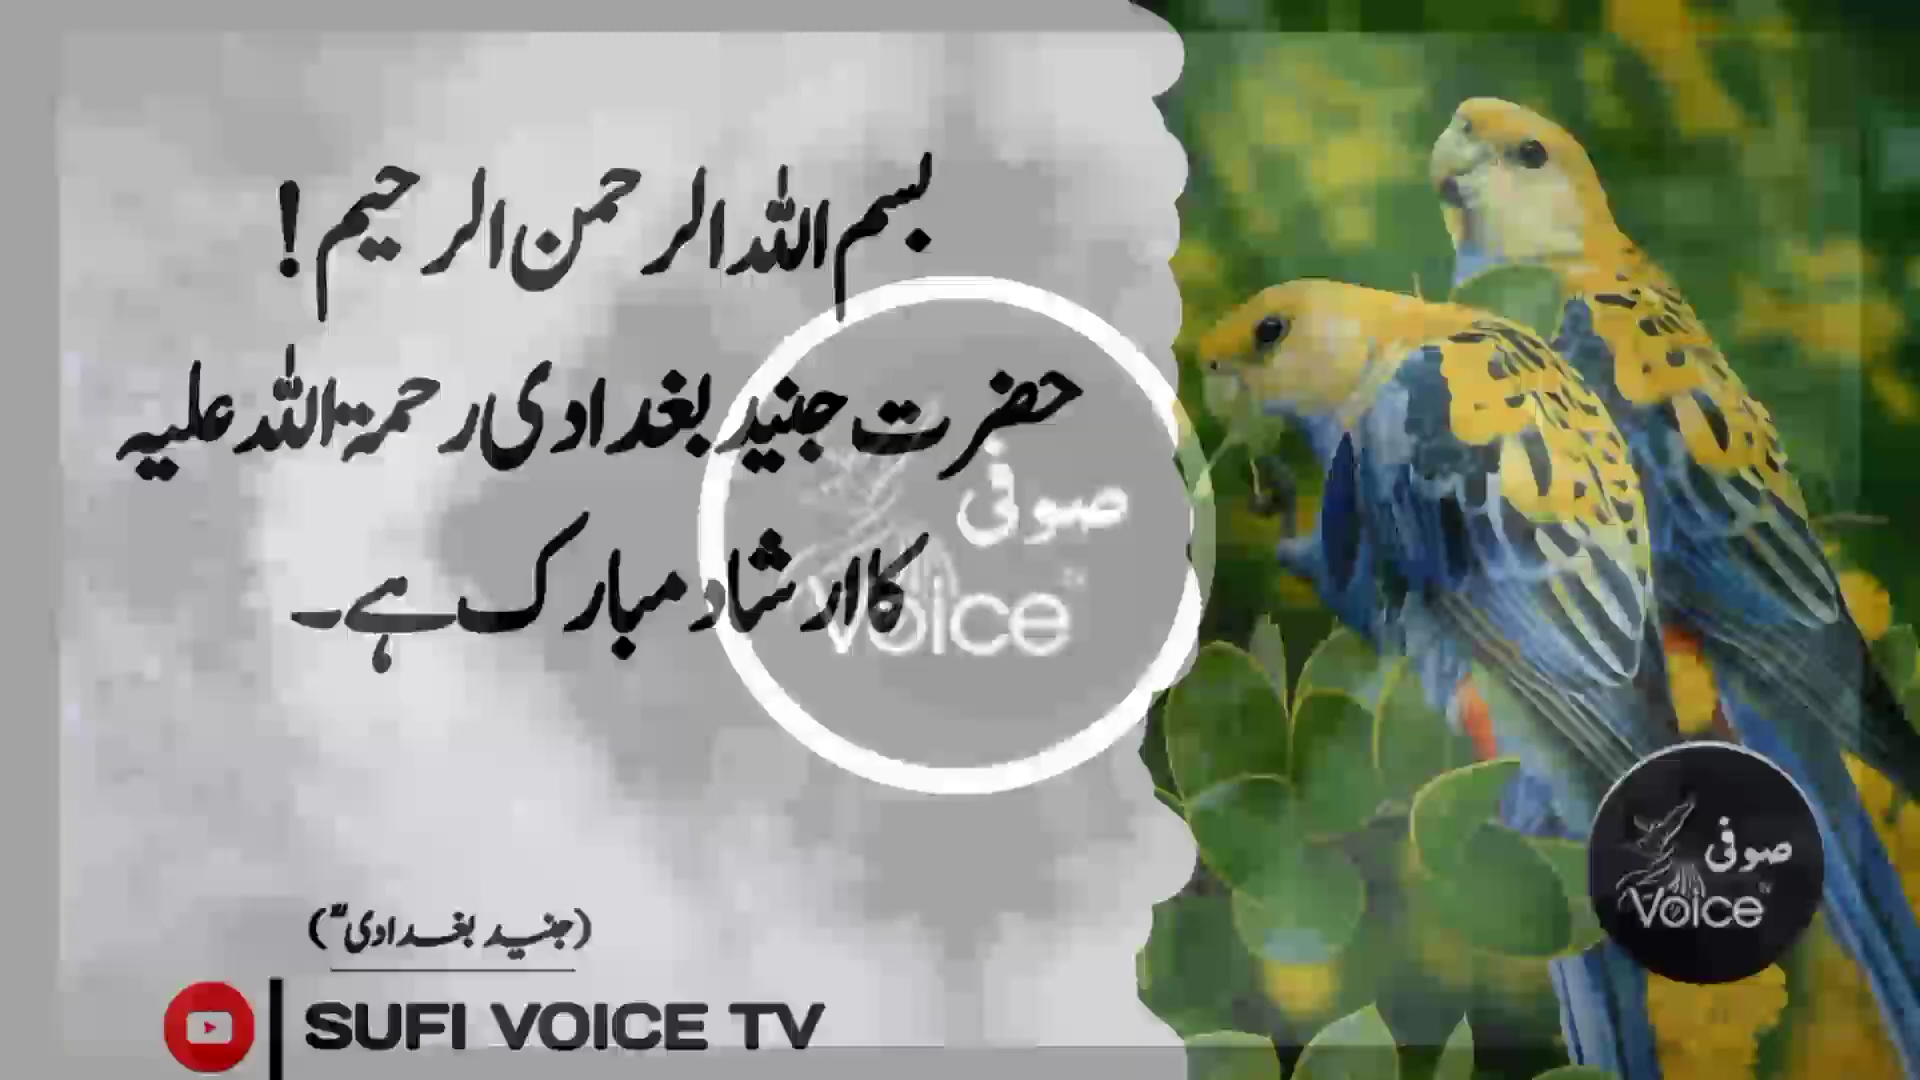 بسم اللہ الرحمن الرحیم!
حضرت جنید بغدادی رحمۃ اللہ علیہ
کا ارشاد مبارک ہے۔
صوفی
Voice
(جنید بغدادیؒ)
SUFI VOICE TV
صوفی
Voice